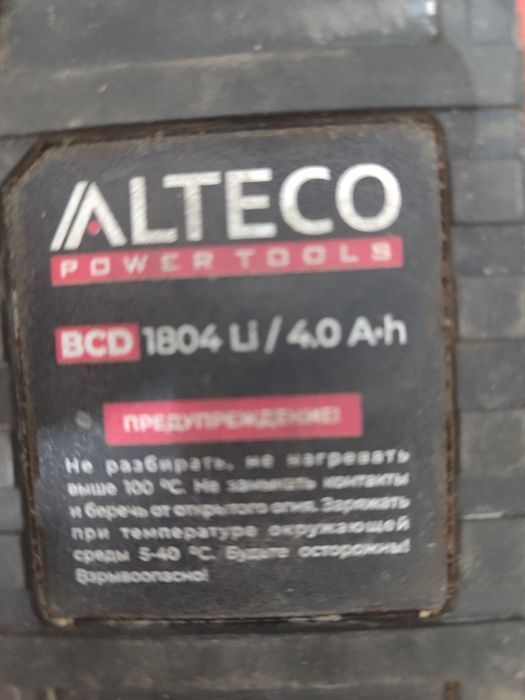 ALTECO
POWER TOOLS
BCD 1804 Li / 4.0 A·h
ПРЕДУПРЕЖДЕНИЕ!
Не разбирать, не нагревать
выше 100 °C. Не замыкать контакты
и беречь от открытого огня. Заряжать
при температуре окружающей
среды 5-40 °C. Будьте осторожны!
Взрывоопасно!